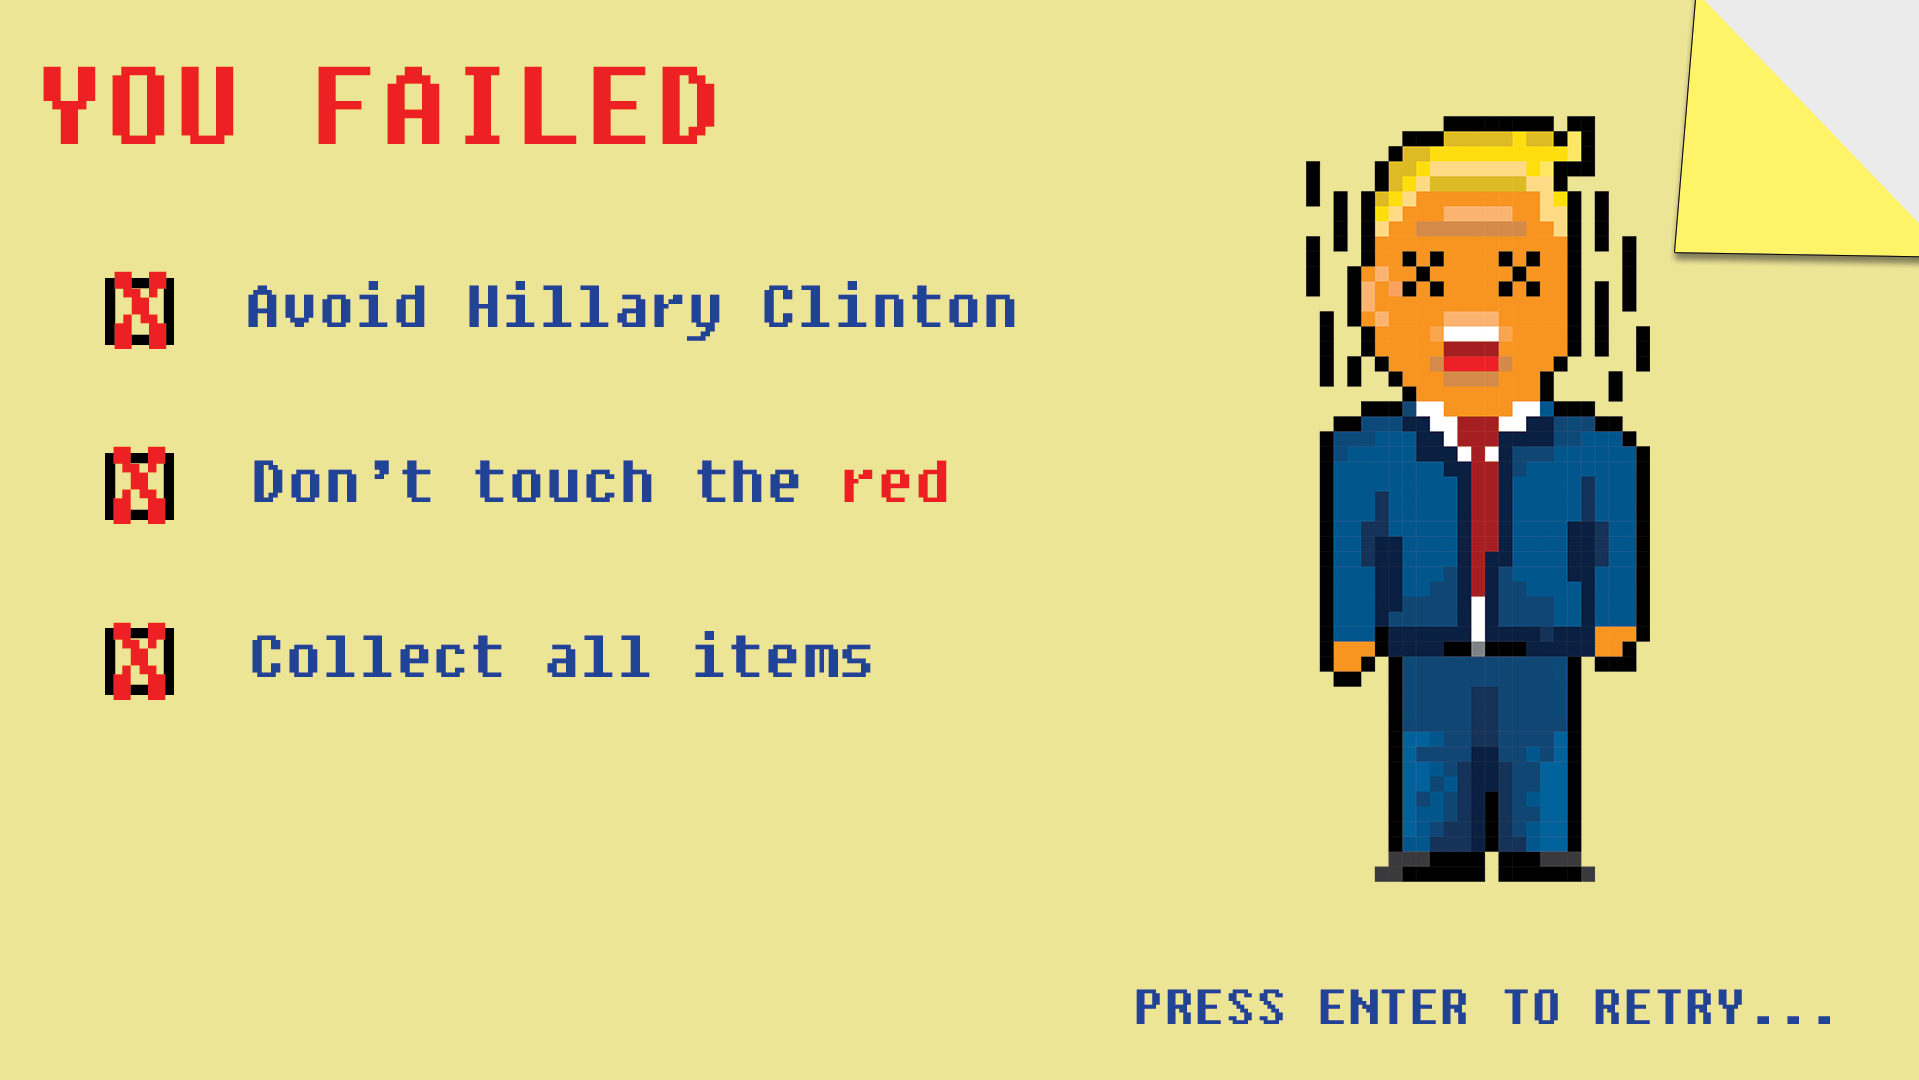 YOU FAILED
Avoid Hillary Clinton
Don't touch the red
Collect all items
PRESS ENTER TO RETRY...